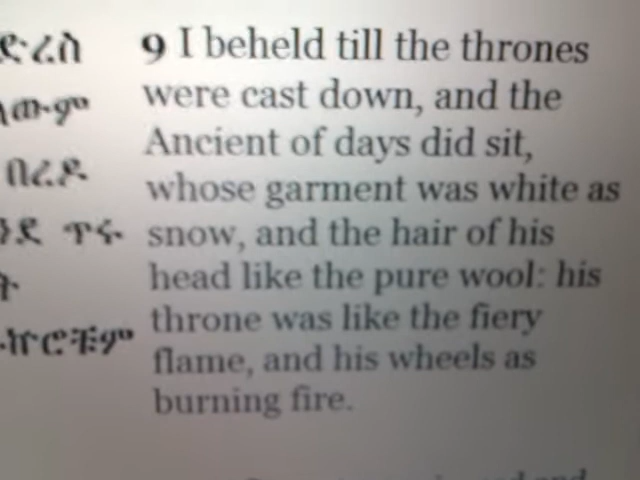 ድረስ
9 I beheld till the thrones
were cast down, and the
Ancient of days did sit,
በረዶ
whose garment was white as
ጥሩ
snow, and the hair of his
head like the pure wool: his
throne was like the fiery
flame, and his wheels as
burning fire.